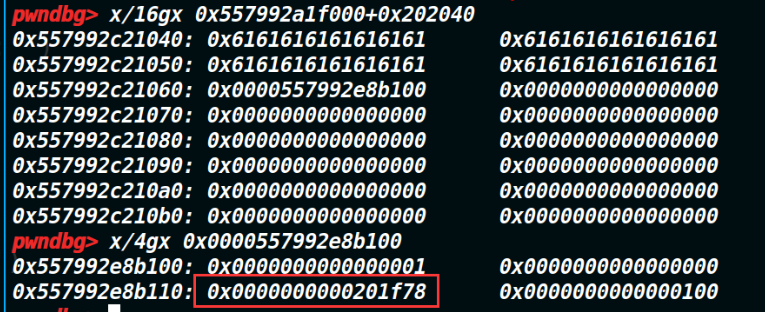 pwndbg> x/16gx 0x557992a1f000+0x202040
0x557992c21040: 0x6161616161616161 0x6161616161616161
0x557992c21050: 0x6161616161616161 0x6161616161616161
0x557992c21060: 0x0000557992e8b100 0x0000000000000000
0x557992c21070: 0x0000000000000000 0x0000000000000000
0x557992c21080: 0x0000000000000000 0x0000000000000000
0x557992c21090: 0x0000000000000000 0x0000000000000000
0x557992c210a0: 0x0000000000000000 0x0000000000000000
0x557992c210b0: 0x0000000000000000 0x0000000000000000
pwndbg> x/4gx 0x0000557992e8b100
0x557992e8b100: 0x0000000000000001 0x0000000000000000
0x557992e8b110: 0x0000000000201f78 0x0000000000000100